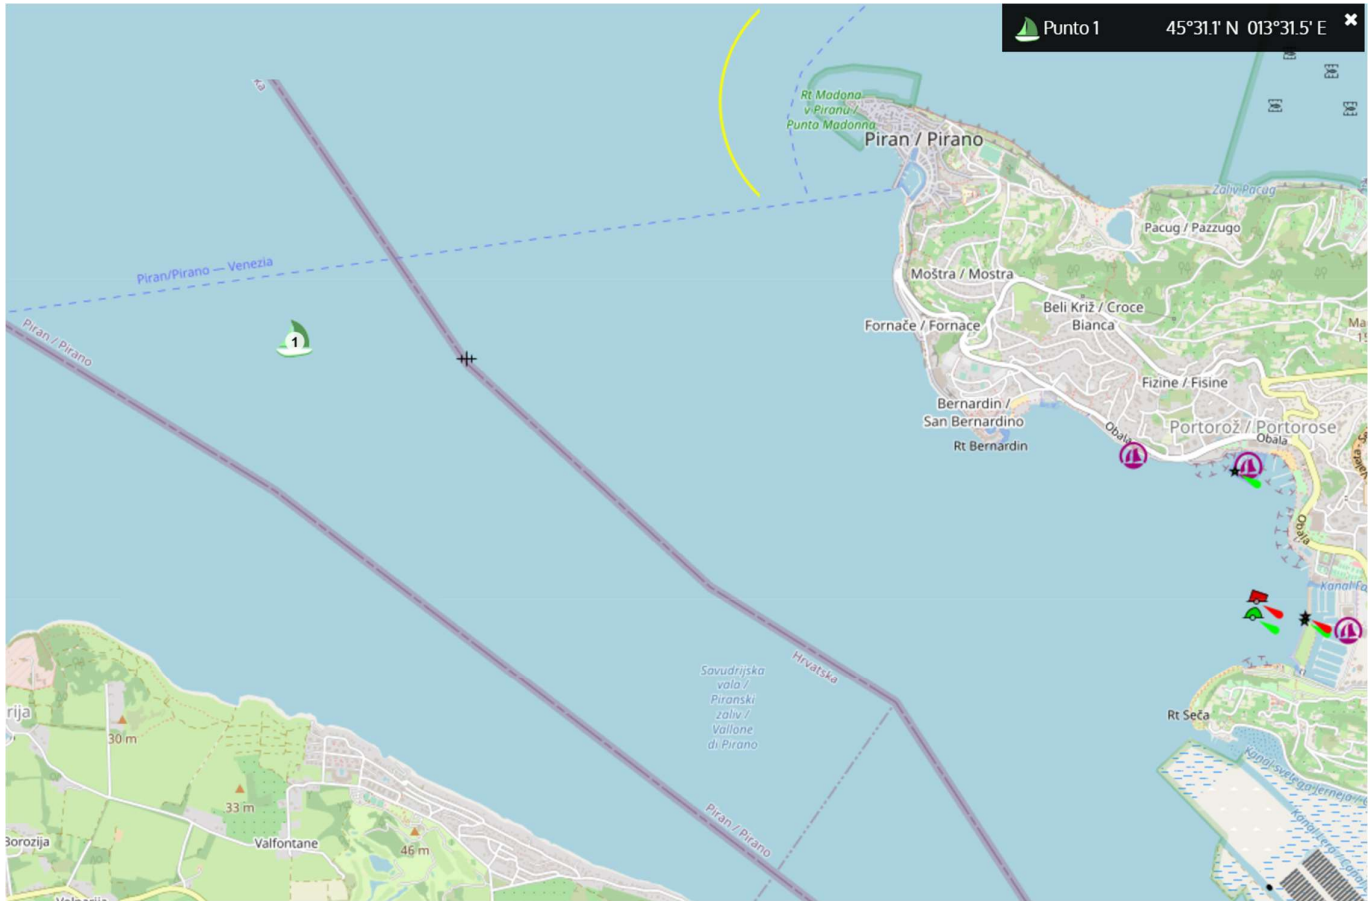 Punto 1 45°31.1' N 013°31.5' E
Rt Madona
v Piranu /
Punta Madonna
Piran / Pirano
Zaliv Pacug
Pacug / Pazzugo
Piran/Pirano — Venezia
Moštra / Mostra
Beli Križ / Croce
Bianca
Fornače / Fornace
Piran / Pirano
1
Fizine / Fisine
Bernardin /
San Bernardino
Obala
Portorož / Portorose
Obala
Rt Bernardin
Obala
Hrvatska
Savudrijska
vala /
Piranski
zaliv /
Vallone
di Pirano
Rt Seča
rija
30 m
33 m
Piran / Pirano
46 m
Borozija
Valfontane